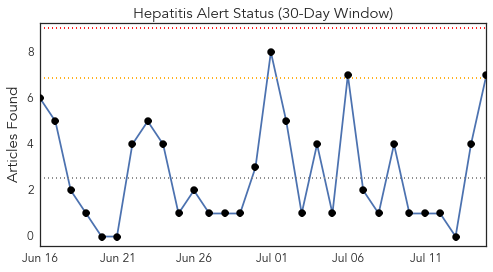 Hepatitis Alert Status (30-Day Window)
Articles Found
8
6
4
2
0
Jun 16
Jun 21
Jun 26
Jul 01
Jul 06
Jul 11